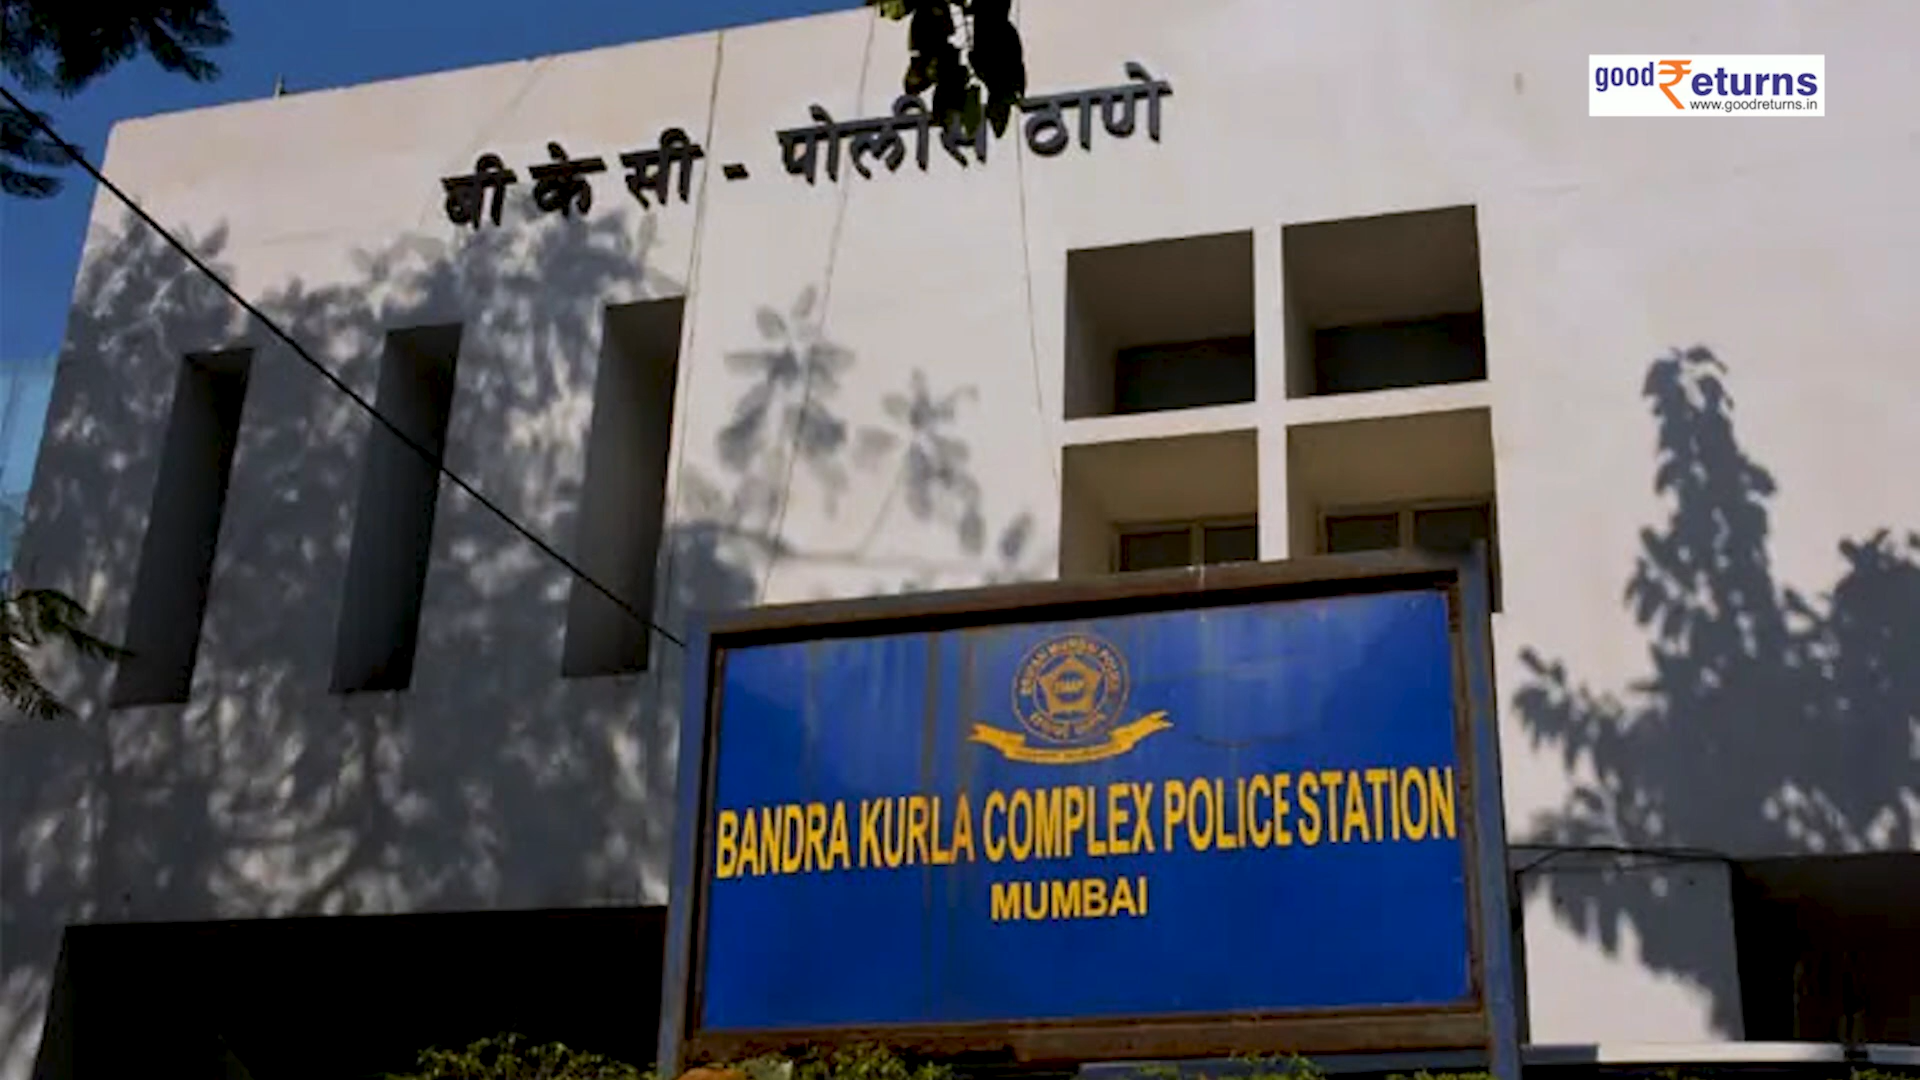 good ₹eturns
www.goodreturns.in
बी के सी - पोलीस ठाणे
BANDRA KURLA COMPLEX POLICE STATION
MUMBAI